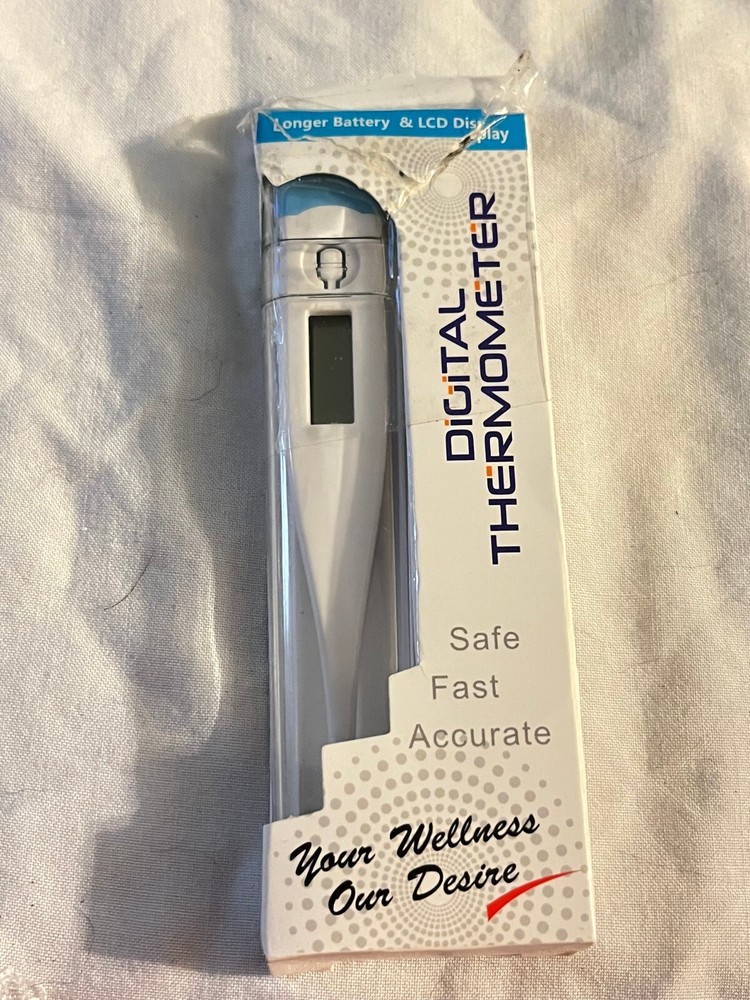 Longer Battery & LCD Display
DIGITAL
THERMOMETER
Safe
Fast
Accurate
Your Wellness
Our Desire